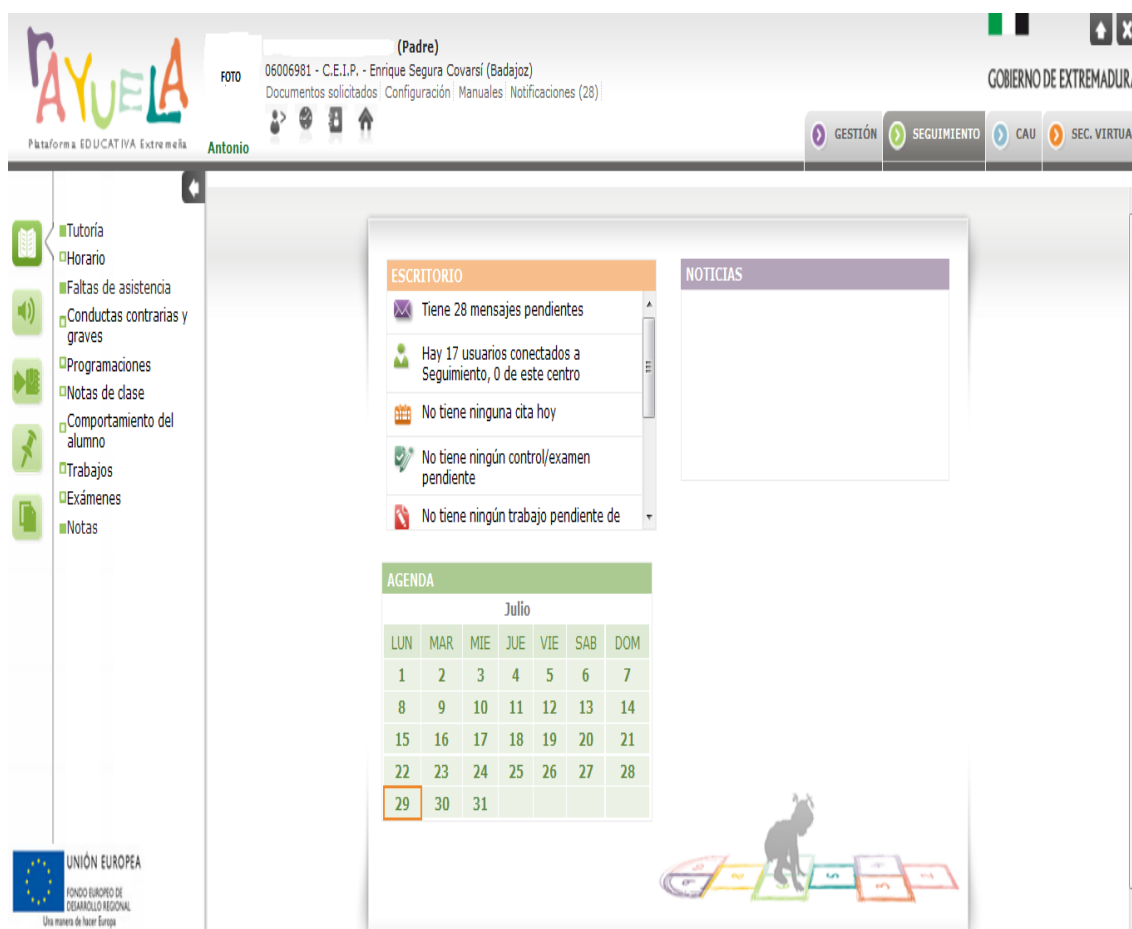 rAYUELA
Plataforma EDUCATIVA Extremeña
FOTO
Antonio
(Padre)
06006981 - C.E.I.P. - Enrique Segura Covarsí (Badajoz)
Documentos solicitados Configuración Manuales Notificaciones (28)
GOBIERNO DE EXTREMADURA
GESTIÓN
SEGUIMIENTO
CAU
SEC. VIRTUA
Tutoría
Horario
Faltas de asistencia
Conductas contrarias y
graves
Programaciones
Notas de clase
Comportamiento del
alumno
Trabajos
Exámenes
Notas
ESCRITORIO
Tiene 28 mensajes pendientes
Hay 17 usuarios conectados a
Seguimiento, 0 de este centro
No tiene ninguna cita hoy
No tiene ningún control/examen
pendiente
No tiene ningún trabajo pendiente de
NOTICIAS
AGENDA
Julio
LUN MAR MIE JUE VIE SAB DOM
1 2 3 4 5 6 7
8 9 10 11 12 13 14
15 16 17 18 19 20 21
22 23 24 25 26 27 28
29 30 31
UNIÓN EUROPEA
FONDO EUROPEO DE
DESARROLLO REGIONAL
Una manera de hacer Europa